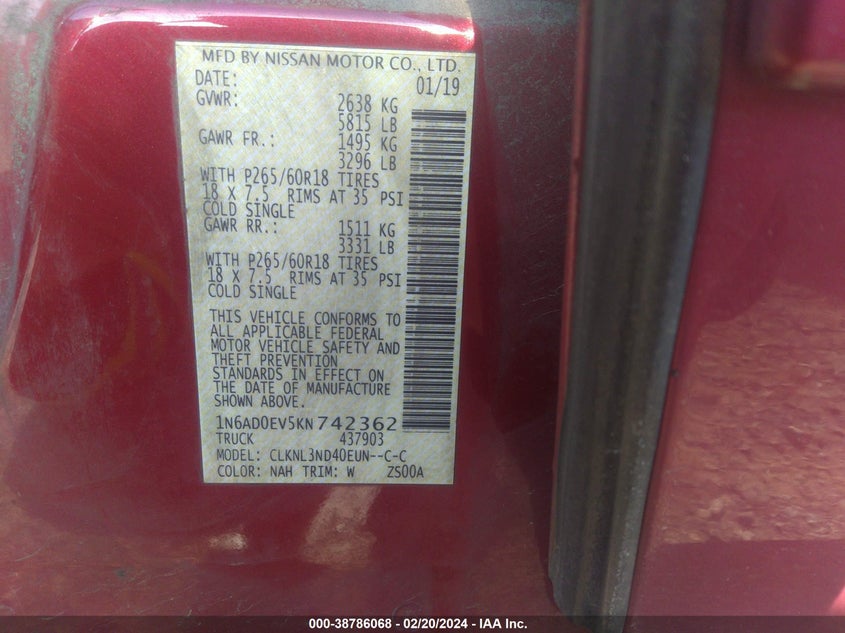 MFD BY NISSAN MOTOR CO., LTD.
DATE: 01/19
GVWR: 2638 KG
5815 LB
GAWR FR.: 1495 KG
3296 LB
WITH P265/60R18 TIRES
18 X 7.5 RIMS AT 35 PSI
COLD SINGLE
GAWR RR.: 1511 KG
3331 LB
WITH P265/60R18 TIRES
18 X 7.5 RIMS AT 35 PSI
COLD SINGLE
THIS VEHICLE CONFORMS TO
ALL APPLICABLE FEDERAL
MOTOR VEHICLE SAFETY AND
THEFT PREVENTION
STANDARDS IN EFFECT ON
THE DATE OF MANUFACTURE
SHOWN ABOVE.
1N6AD0EV5KN742362
TRUCK 437903
MODEL: CLKNL3ND40EUN--C-C
COLOR: NAH TRIM: W ZS00A
000-38786068 - 02/20/2024 - IAA Inc.